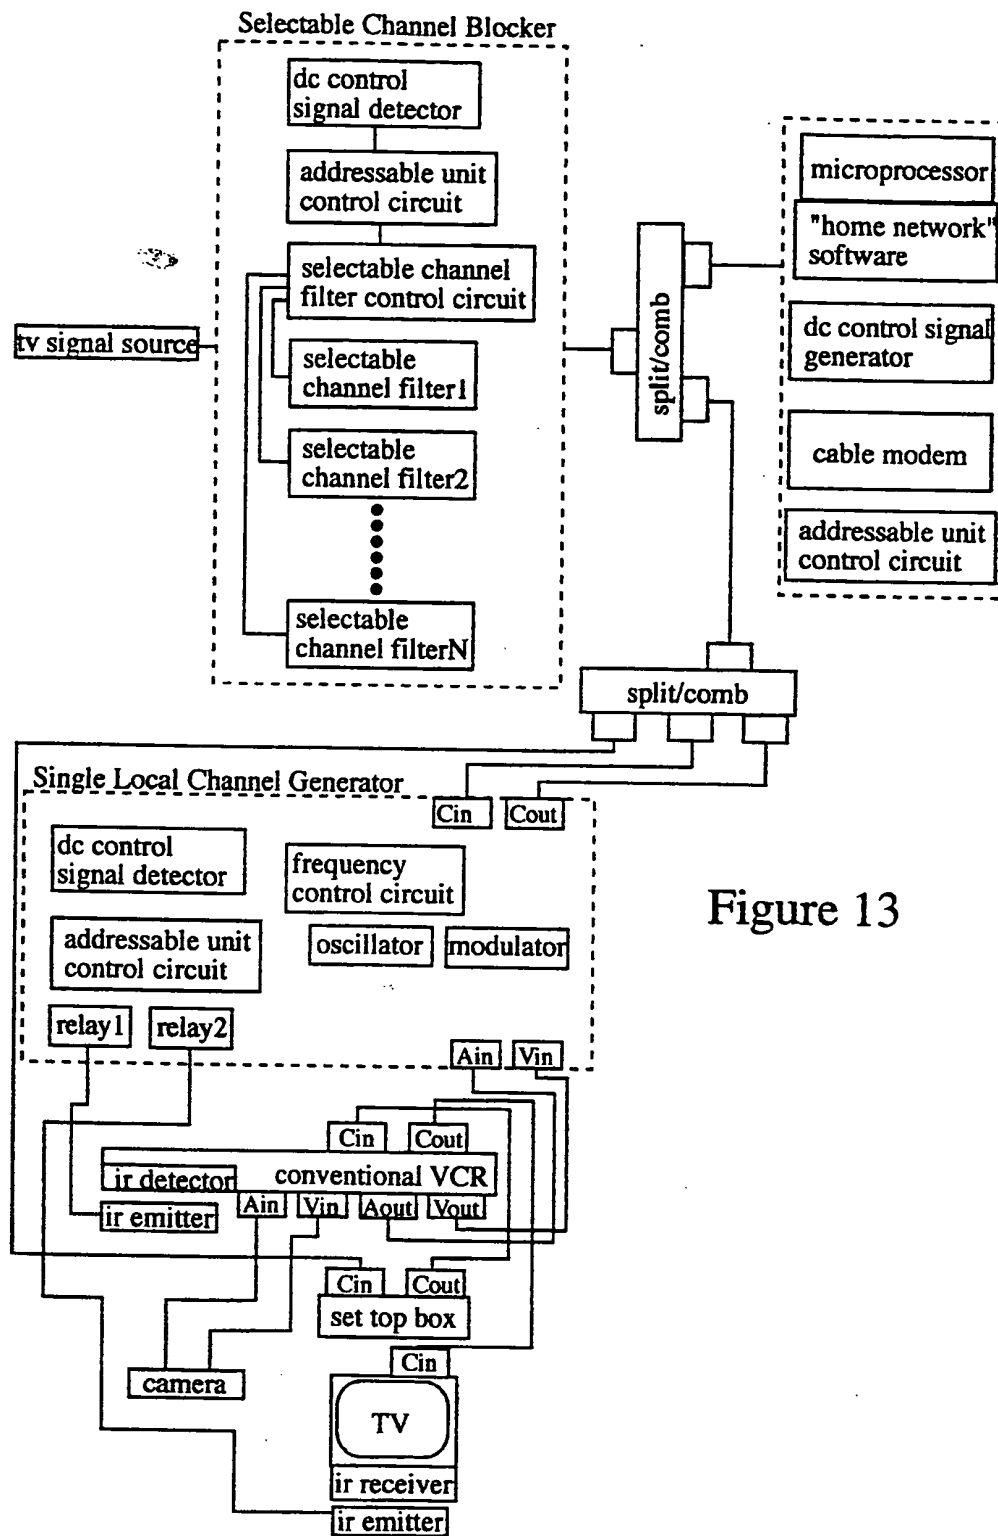 Selectable Channel Blocker
dc control
signal detector
addressable unit
control circuit
selectable channel
filter control circuit
tv signal source
selectable
channel filter1
selectable
channel filter2
selectable
channel filterN
split/comb
microprocessor
"home network"
software
dc control signal
generator
cable modem
addressable unit
control circuit
split/comb
Single Local Channel Generator
Cin
Cout
dc control
signal detector
frequency
control circuit
addressable unit
control circuit
oscillator
modulator
relay1
relay2
Ain
Vin
Figure 13
Cin
Cout
conventional VCR
ir detector
ir emitter
Ain
Vin
Aout
Vout
Cin
Cout
set top box
camera
Cin
TV
ir receiver
ir emitter